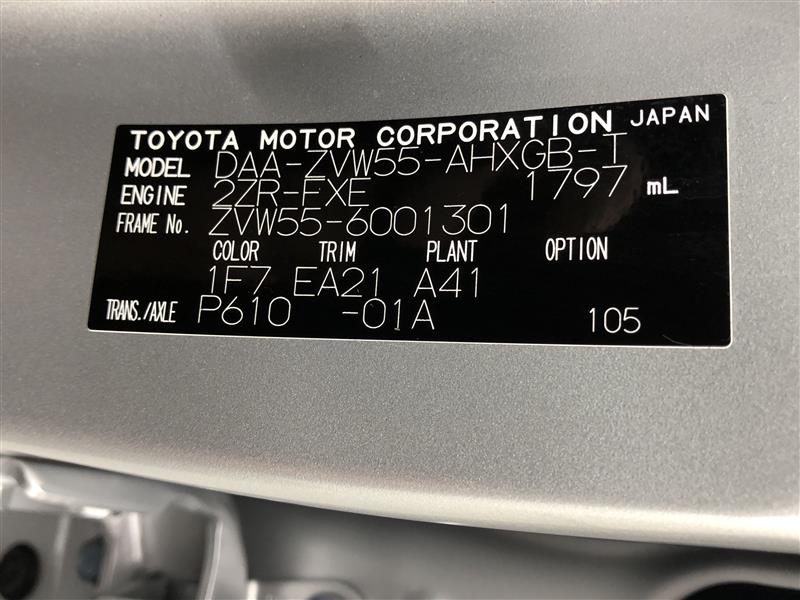 TOYOTA MOTOR CORPORATION JAPAN
MODEL DAA-ZVW55-AHXGB-T
ENGINE 2ZR-FXE 1797 mL
FRAME No. ZVW55-6001301
COLOR TRIM PLANT OPTION
1F7 EA21 A41
TRANS./AXLE P610 -01A 105